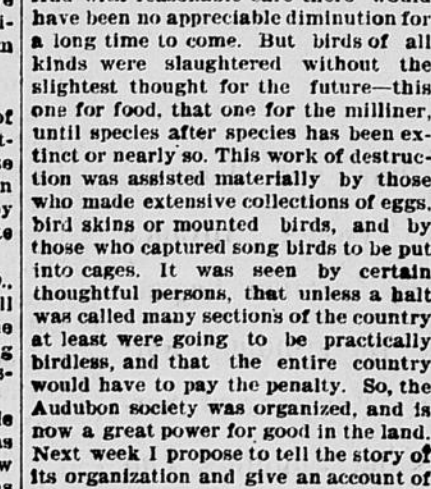 have been no appreciable diminution for
a long time to come. But birds of all
kinds were slaughtered without the
slightest thought for the future—this
one for food, that one for the milliner,
until species after species has been ex-
tinct or nearly so. This work of destruc-
tion was assisted materially by those
who made extensive collections of eggs,
bird skins or mounted birds, and by
those who captured song birds to be put
into cages. It was seen by certain
thoughtful persons, that unless a halt
was called many sections of the country
at least were going to be practically
birdless, and that the entire country
would have to pay the penalty. So, the
Audubon society was organized, and is
now a great power for good in the land.
Next week I propose to tell the story of
its organization and give an account of